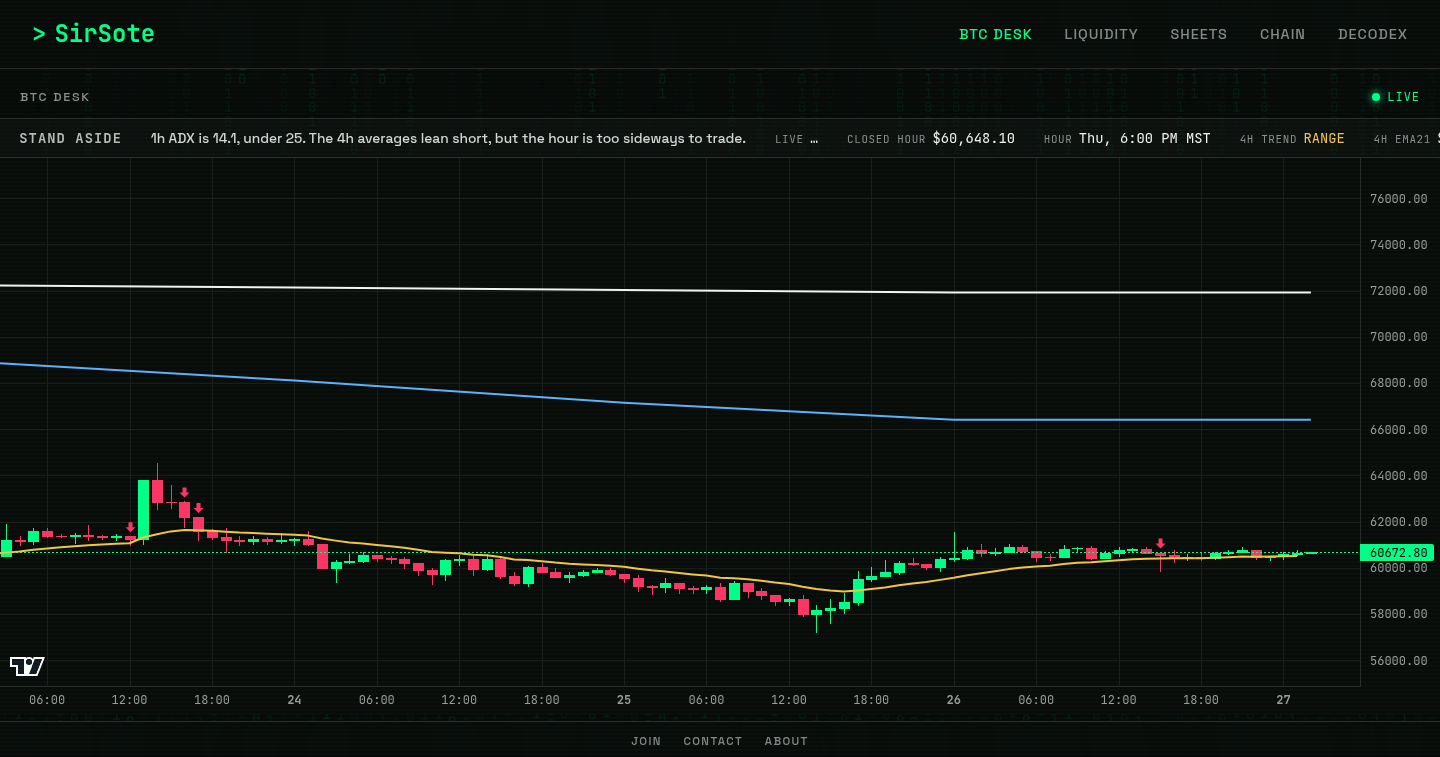 > SirSote
BTC DESK LIQUIDITY SHEETS CHAIN DECODEX
BTC DESK
LIVE
STAND ASIDE 1h ADX is 14.1, under 25. The 4h averages lean short, but the hour is too sideways to trade. LIVE … CLOSED HOUR $60,648.10 HOUR Thu, 6:00 PM MST 4H TREND RANGE 4H EMA21
76000.00
74000.00
72000.00
70000.00
68000.00
66000.00
64000.00
62000.00
60672.80
60000.00
58000.00
56000.00
06:00 12:00 18:00 24 06:00 12:00 18:00 25 06:00 12:00 18:00 26 06:00 12:00 18:00 27
JOIN CONTACT ABOUT